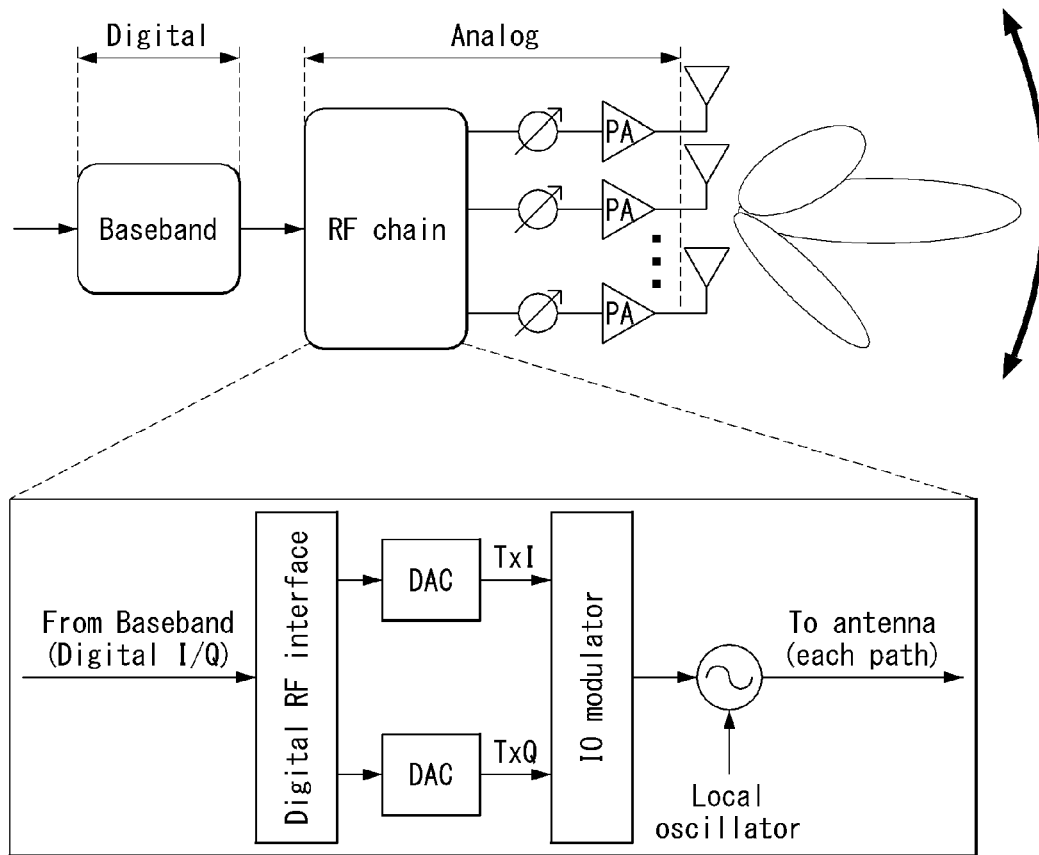 Digital
Analog
Baseband
RF chain
PA
PA
PA
From Baseband
(Digital I/Q)
Digital RF interface
DAC
TxI
DAC
TxQ
IO modulator
To antenna
(each path)
Local
oscillator